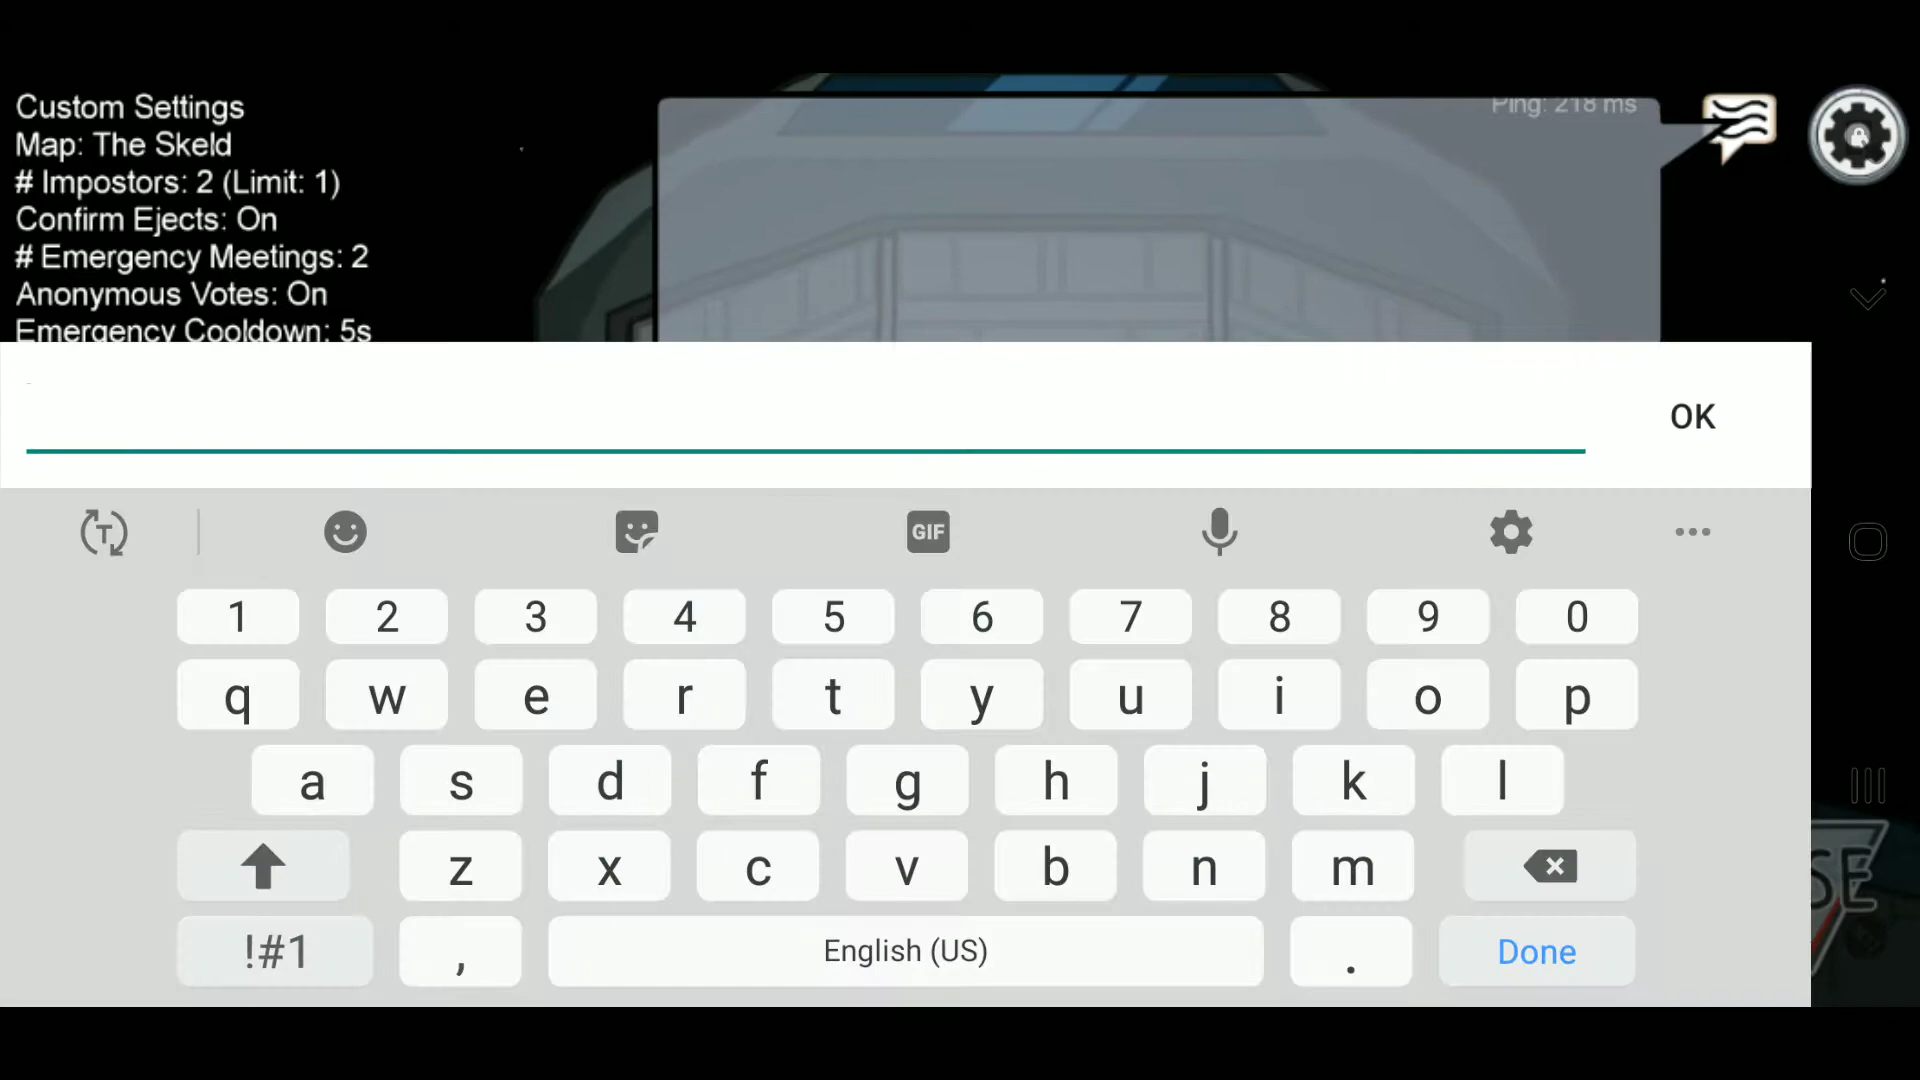 Custom Settings
Map: The Skeld
# Impostors: 2 (Limit: 1)
Confirm Ejects: On
# Emergency Meetings: 2
Anonymous Votes: On
Emergency Cooldown: 5s
Ping: 218 ms
OK
T
GIF
1 2 3 4 5 6 7 8 9 0
q w e r t y u i o p
a s d f g h j k l
z x c v b n m
!#1 , English (US) . Done
SE